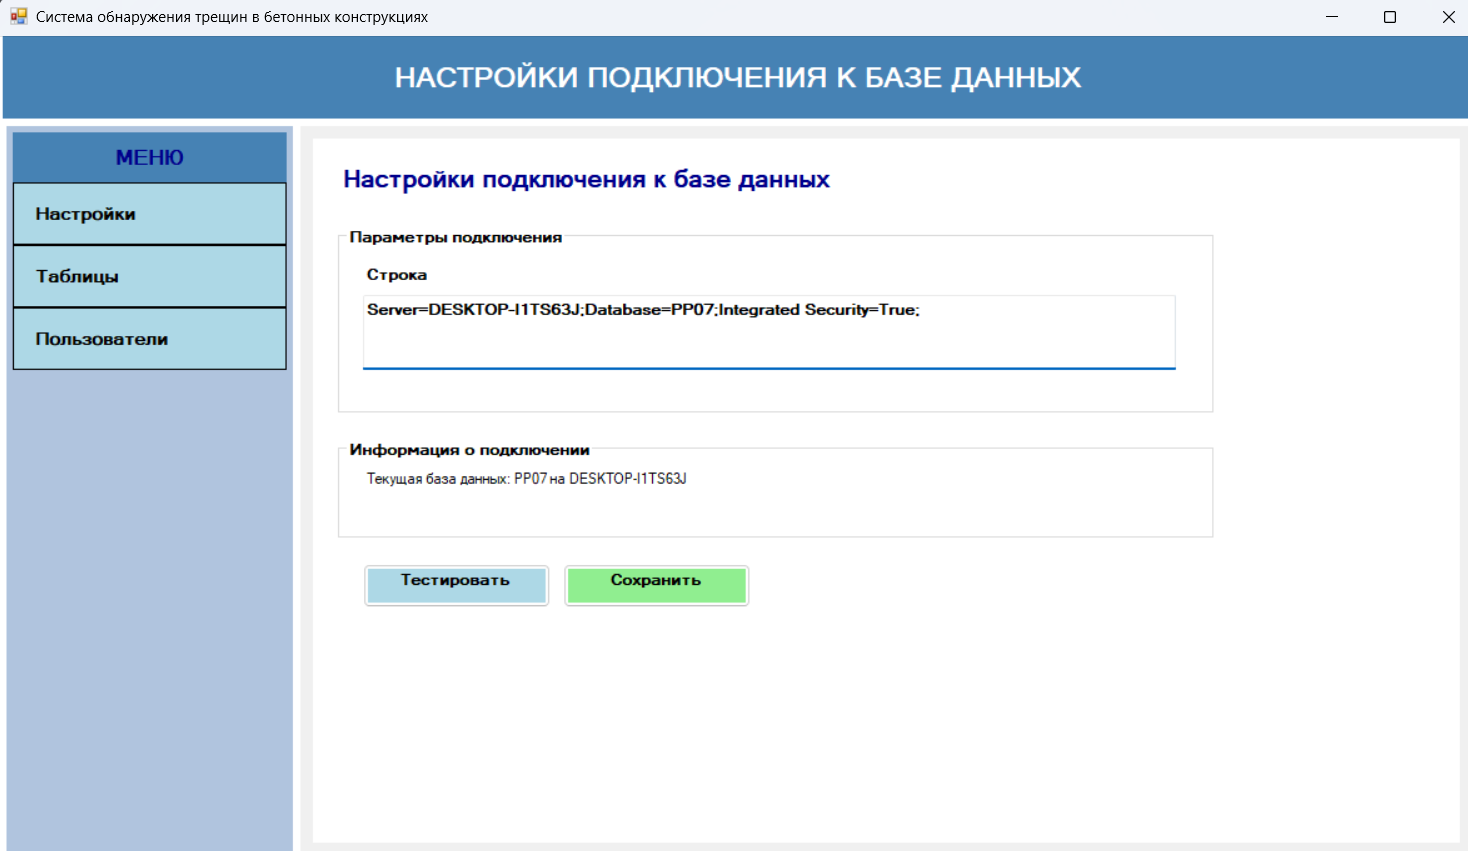 Система обнаружения трещин в бетонных конструкциях
НАСТРОЙКИ ПОДКЛЮЧЕНИЯ К БАЗЕ ДАННЫХ
МЕНЮ
Настройки
Таблицы
Пользователи
Настройки подключения к базе данных
Параметры подключения
Строка
Server=DESKTOP-I1TS63J;Database=PP07;Integrated Security=True;
Информация о подключении
Текущая база данных: PP07 на DESKTOP-I1TS63J
Тестировать
Сохранить